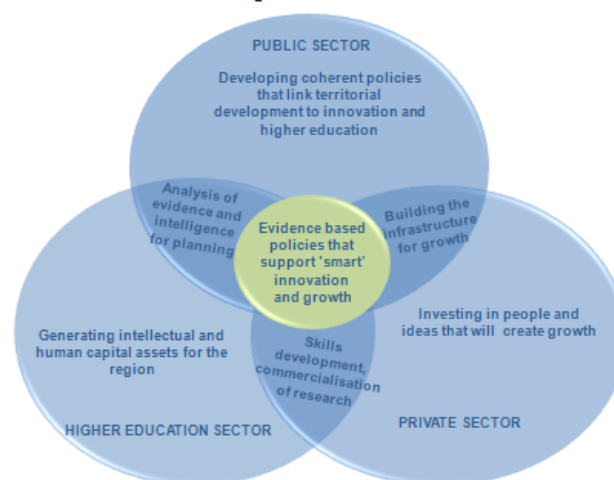 PUBLIC SECTOR
Developing coherent policies
that link territorial
development to innovation and
higher education
Analysis of
evidence and
intelligence
for planning
Building the
infrastructure
for growth
Evidence based
policies that
support 'smart'
innovation
and growth
Generating intellectual and
human capital assets for the
region
Investing in people and
ideas that will create growth
Skills
development,
commercialisation
of research
HIGHER EDUCATION SECTOR
PRIVATE SECTOR